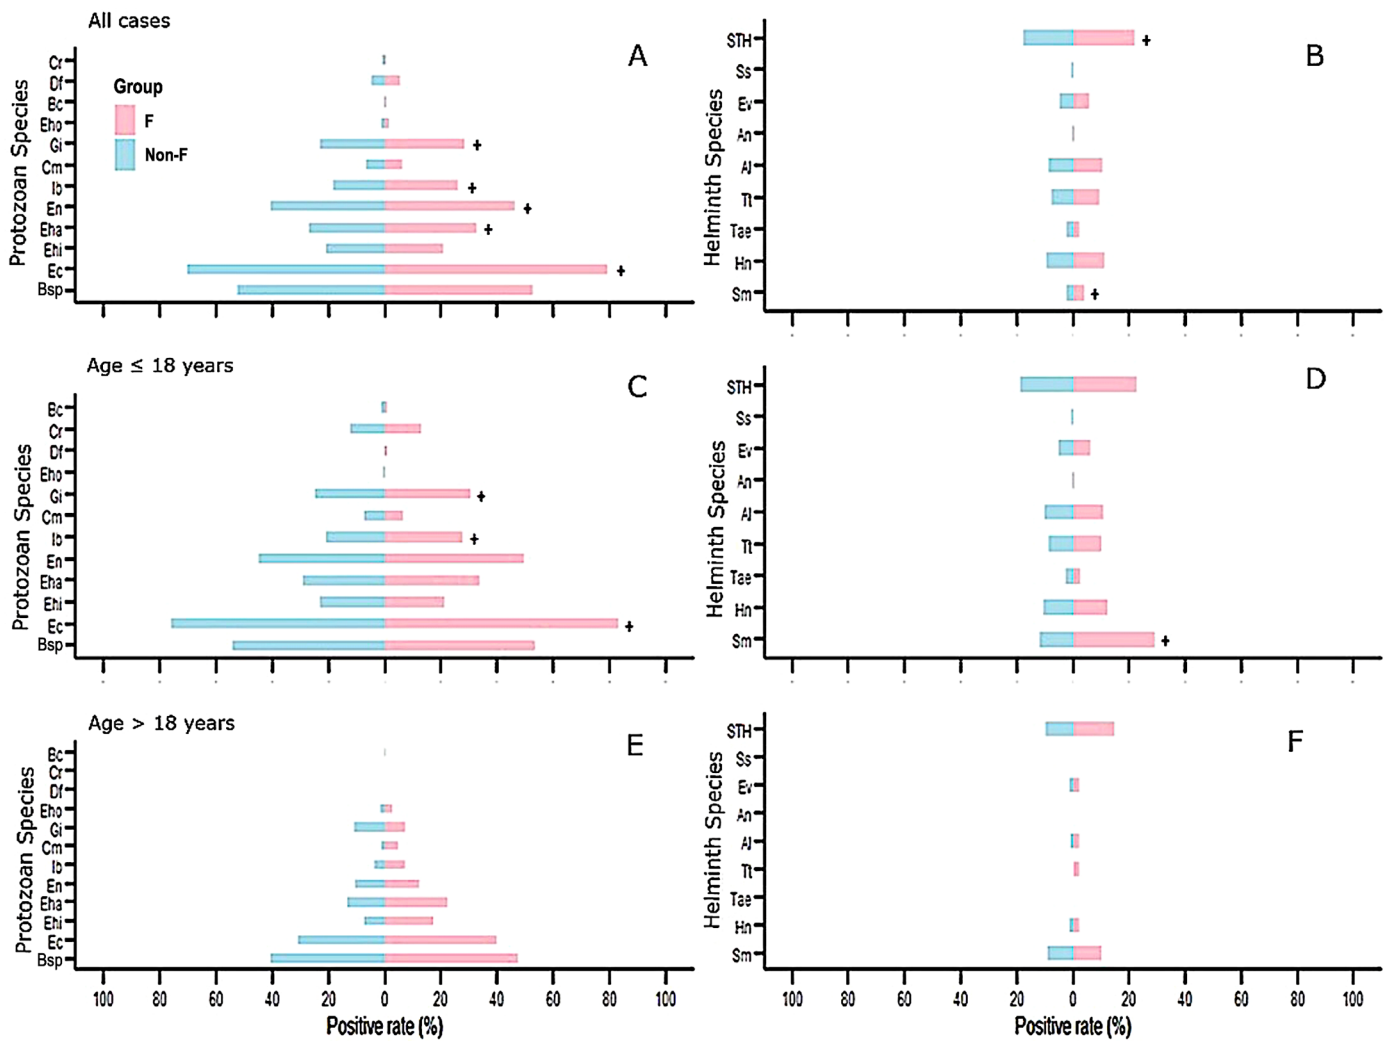 All cases
A
Protozoan Species
Cr
Df
Bc
Eho
Gi
Cm
Ib
En
Eha
Ehi
Ec
Bsp
Group
F
Non-F
+
+
+
+
+
B
Helminth Species
STH
Ss
Ev
An
Al
Tt
Tae
Hn
Sm
+
+
Age ≤ 18 years
C
Protozoan Species
Bc
Cr
Df
Eho
Gi
Cm
Ib
En
Eha
Ehi
Ec
Bsp
+
+
+
D
Helminth Species
STH
Ss
Ev
An
Al
Tt
Tae
Hn
Sm
+
Age > 18 years
E
Protozoan Species
Bc
Cr
Df
Eho
Gi
Cm
Ib
En
Eha
Ehi
Ec
Bsp
100 80 60 40 20 0 20 40 60 80 100
Positive rate (%)
F
Helminth Species
STH
Ss
Ev
An
Al
Tt
Tae
Hn
Sm
100 80 60 40 20 0 20 40 60 80 100
Positive rate (%)